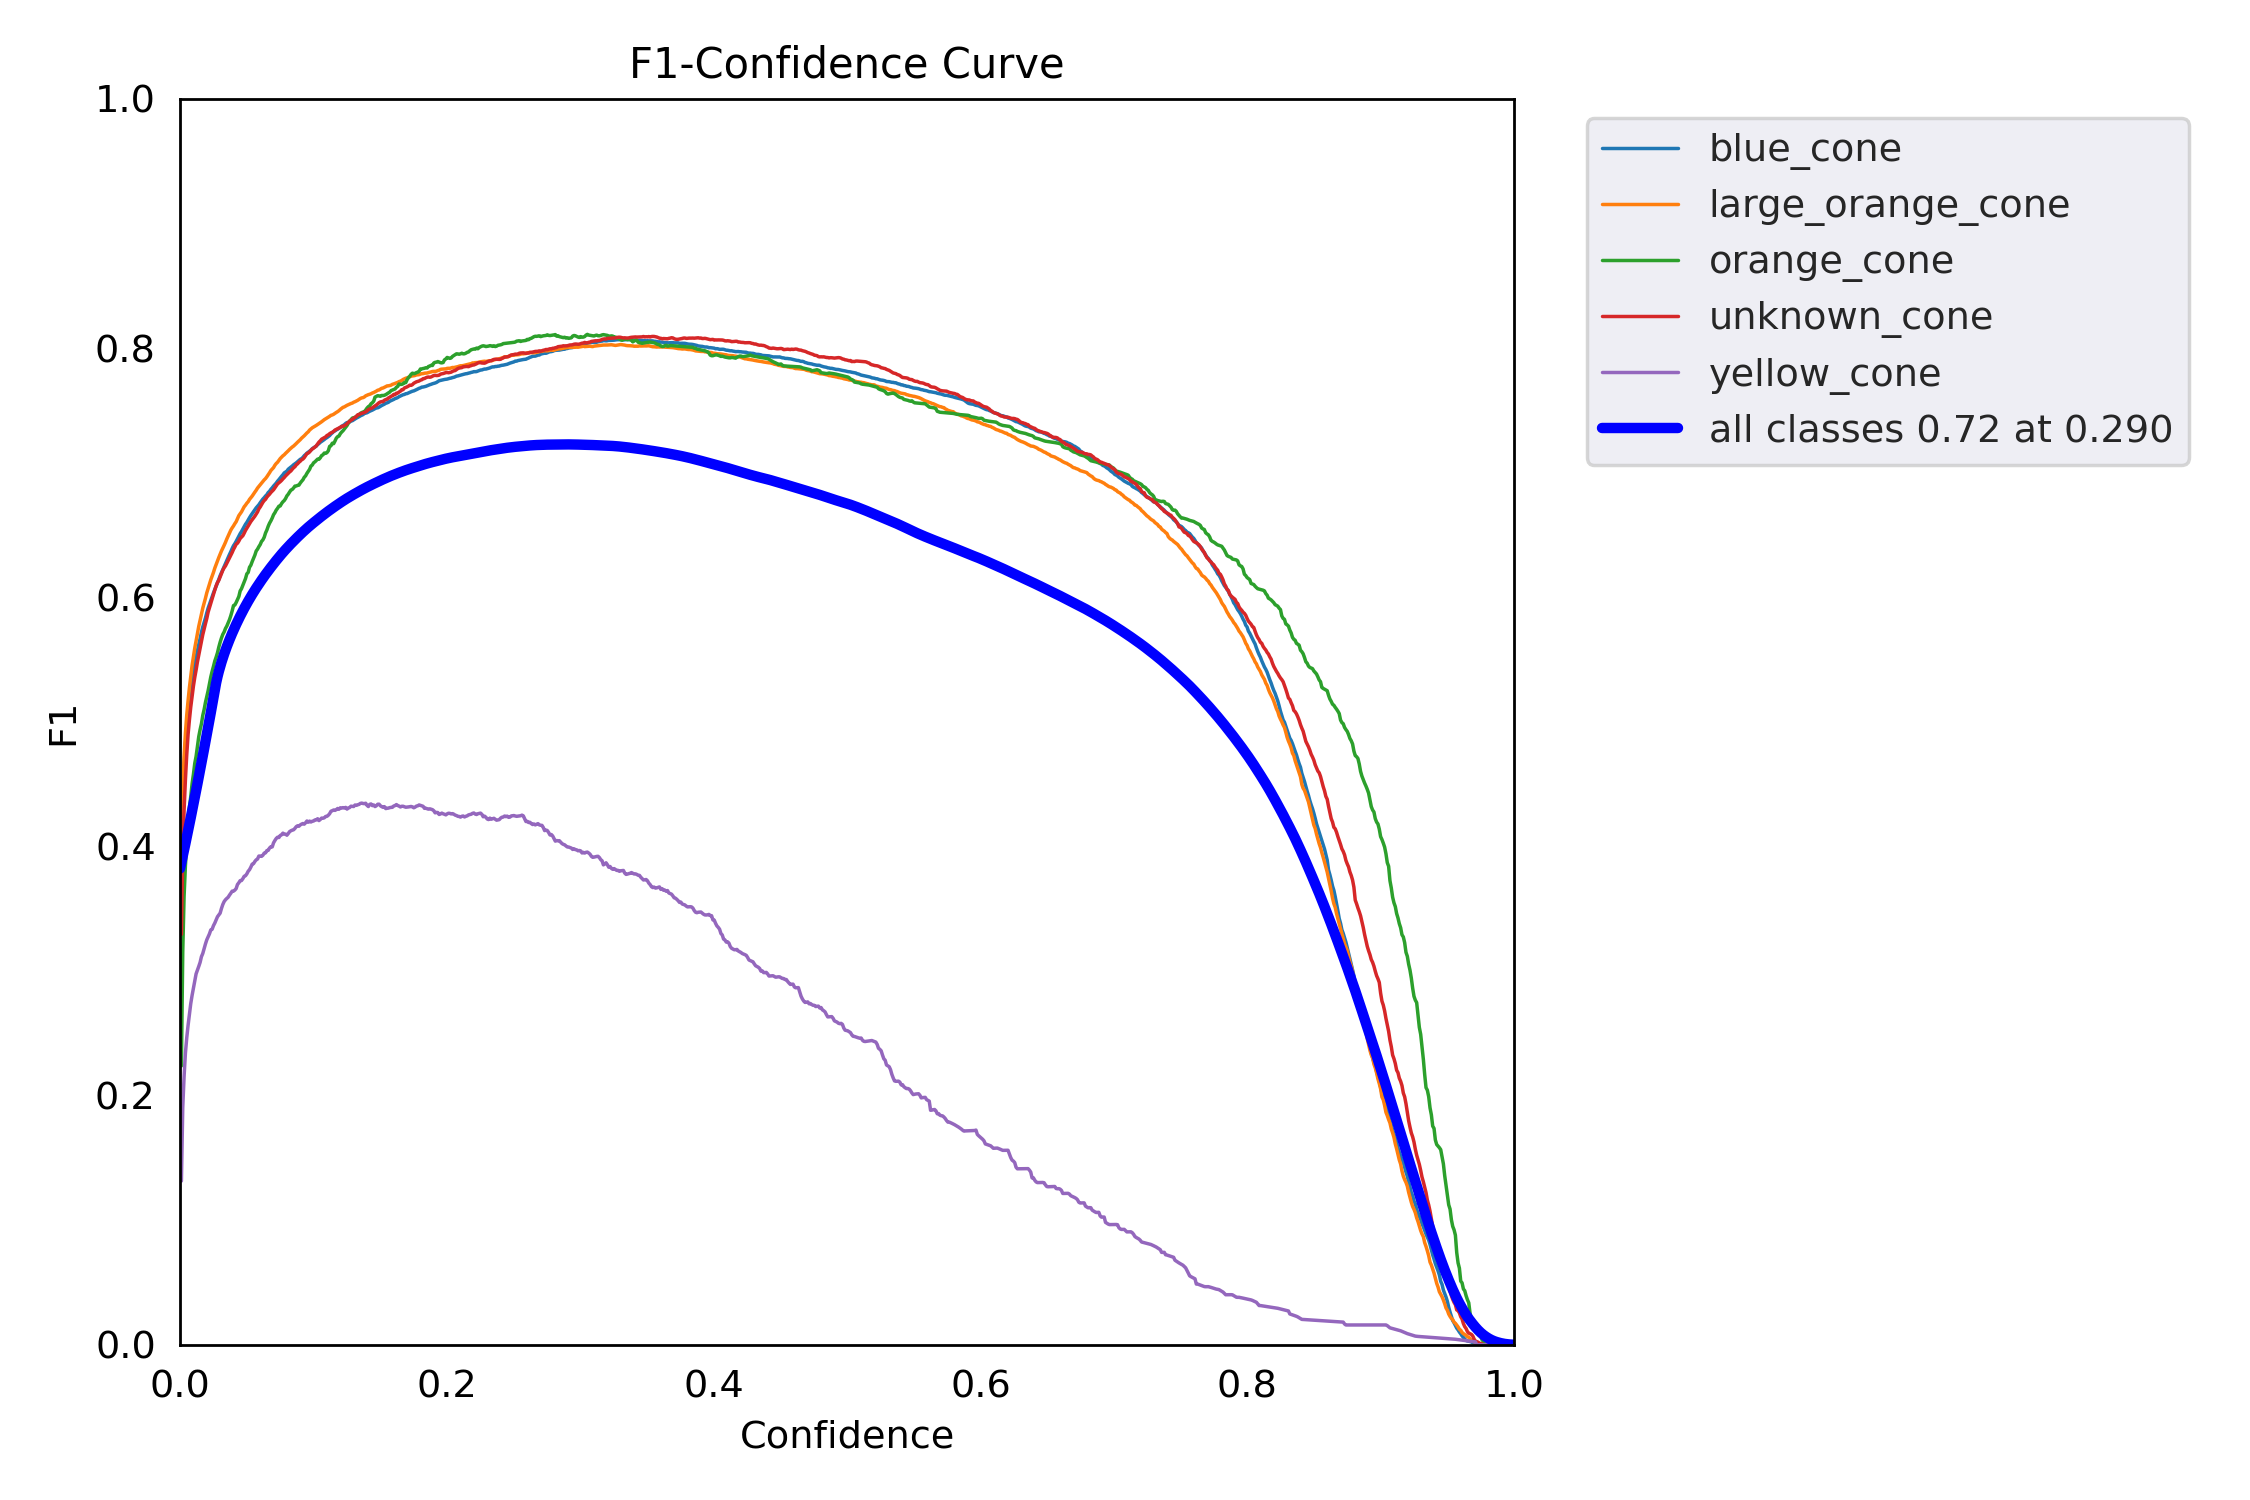 F1-Confidence Curve
1.0
0.8
0.6
0.4
0.2
0.0
F1
0.0 0.2 0.4 0.6 0.8 1.0
Confidence
blue_cone
large_orange_cone
orange_cone
unknown_cone
yellow_cone
all classes 0.72 at 0.290